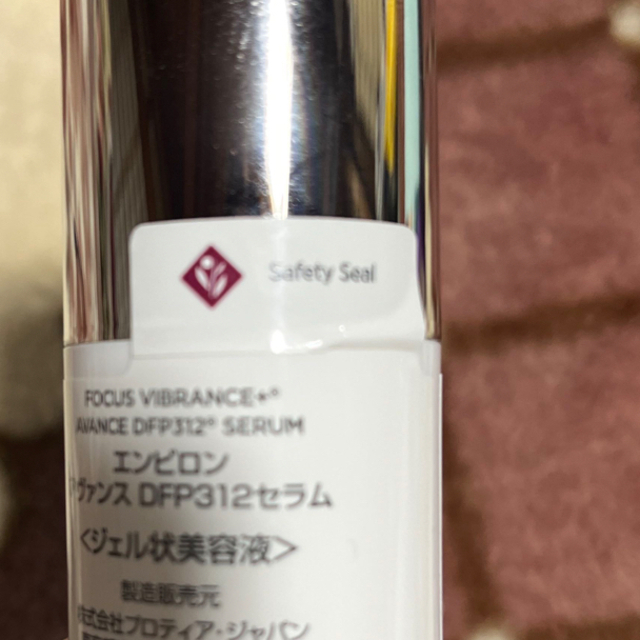 Safety Seal
FOCUS VIBRANCE+®
AVANCE DFP312® SERUM
エンビロン
ヴァンス DFP312セラム
<ジェル状美容液>
製造販売元
式会社プロティア・ジャパン